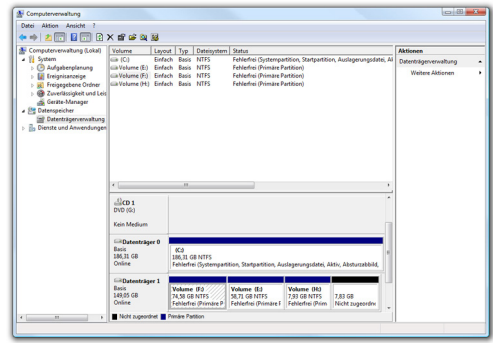 Computerverwaltung
Datei Aktion Ansicht ?
Computerverwaltung (Lokal)
System
Aufgabenplanung
Ereignisanzeige
Freigegebene Ordner
Zuverlässigkeit und Leis
Geräte-Manager
Datenspeicher
Datenträgerverwaltung
Dienste und Anwendungen
Volume Layout Typ Dateisystem Status
(C:) Einfach Basis NTFS Fehlerfrei (Systempartition, Startpartition, Auslagerungsdatei, Al
Volume (E:) Einfach Basis NTFS Fehlerfrei (Primäre Partition)
Volume (F:) Einfach Basis NTFS Fehlerfrei (Primäre Partition)
Volume (H:) Einfach Basis NTFS Fehlerfrei (Primäre Partition)
CD 1
DVD (G:)
Kein Medium
Datenträger 0
Basis
186,31 GB
Online
(C:)
186,31 GB NTFS
Fehlerfrei (Systempartition, Startpartition, Auslagerungsdatei, Aktiv, Absturzabbild,
Datenträger 1
Basis
149,05 GB
Online
Volume (F:)
74,58 GB NTFS
Fehlerfrei (Primäre P
Volume (E:)
58,71 GB NTFS
Fehlerfrei (Primäre F
Volume (H:)
7,93 GB NTFS
Fehlerfrei (Prim
7,83 GB
Nicht zugeordn
Nicht zugeordnet Primäre Partition
Aktionen
Datenträgerverwaltung
Weitere Aktionen